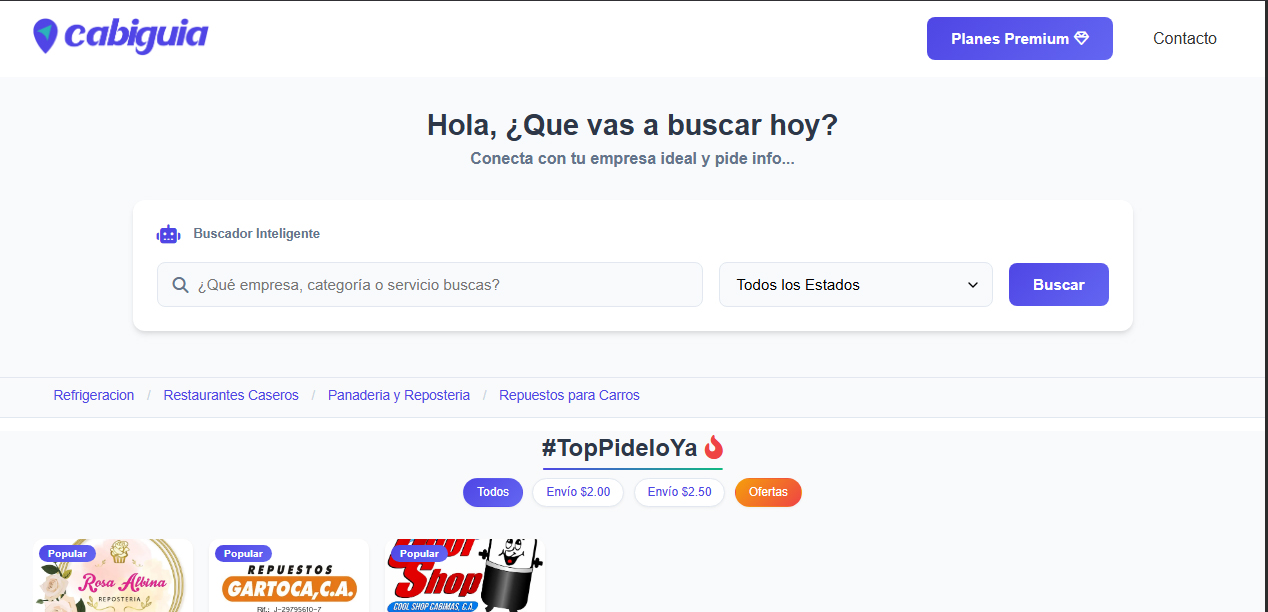 cabiguia
Planes Premium
Contacto
Hola, ¿Que vas a buscar hoy?
Conecta con tu empresa ideal y pide info...
Buscador Inteligente
¿Qué empresa, categoría o servicio buscas?
Todos los Estados
Buscar
Refrigeracion / Restaurantes Caseros / Panaderia y Reposteria / Repuestos para Carros
#TopPideloYa
Todos
Envío $2.00
Envío $2.50
Ofertas
Popular
Rosa Albina
REPOSTERIA
Popular
REPUESTOS
GARTOCA,C.A.
Rif.: J-29795610-7
Popular
Shop
COOL SHOP CABIMAS, C.A.